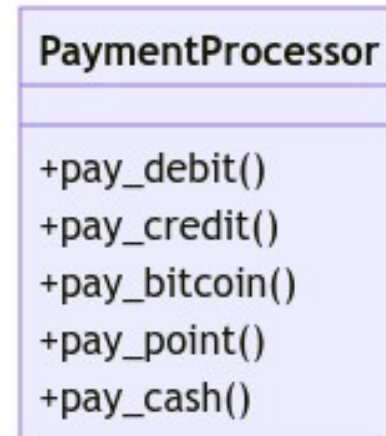 PaymentProcessor
+pay_debit()
+pay_credit()
+pay_bitcoin()
+pay_point()
+pay_cash()